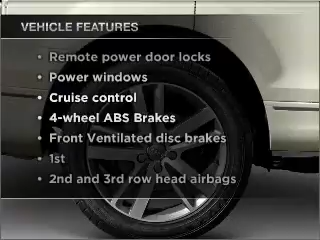 VEHICLE FEATURES
• Remote power door locks
• Power windows
• Cruise control
• 4-wheel ABS Brakes
• Front Ventilated disc brakes
• 1st
• 2nd and 3rd row head airbags